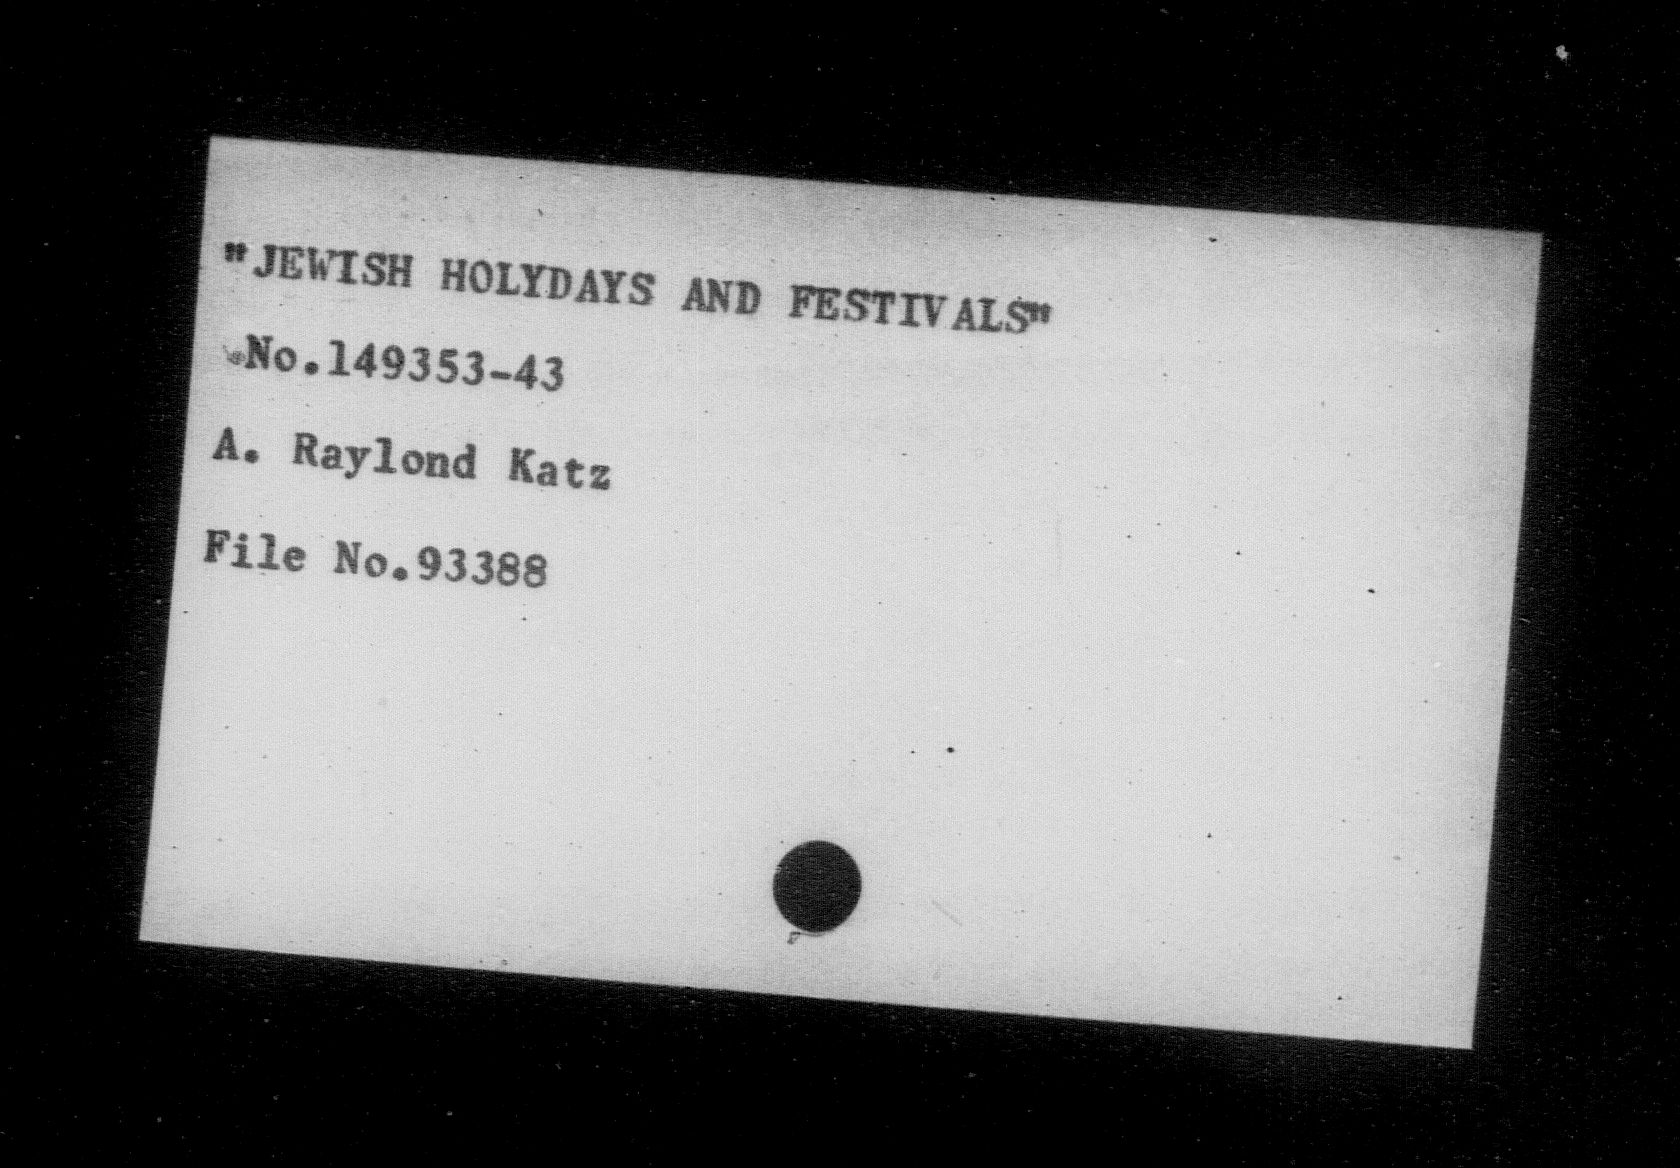 "JEWISH HOLYDAYS AND FESTIVALS"
No.149353-43
A. Raylond Katz
File No.93388